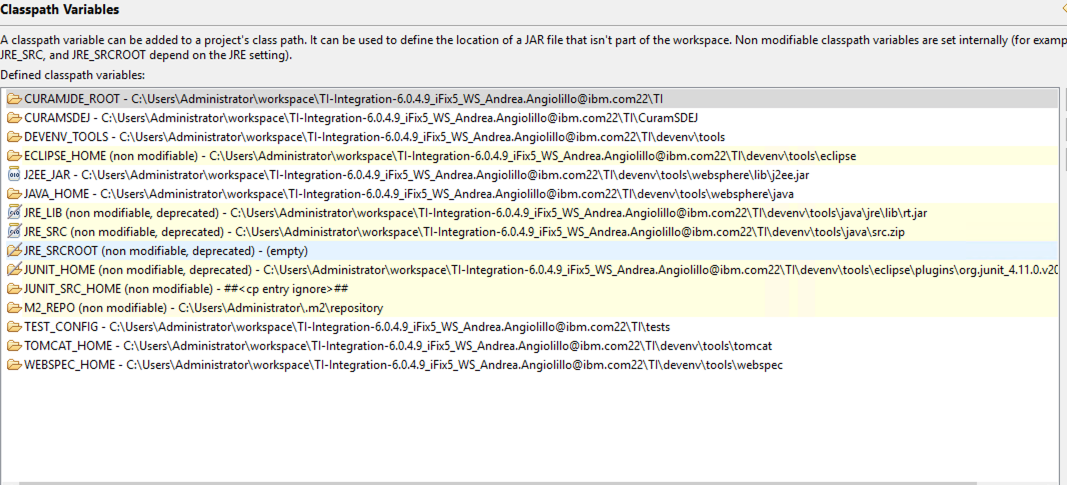 Classpath Variables
A classpath variable can be added to a project's class path. It can be used to define the location of a JAR file that isn't part of the workspace. Non modifiable classpath variables are set internally (for examp
JRE_SRC, and JRE_SRCROOT depend on the JRE setting).
Defined classpath variables:
CURAMJDE_ROOT - C:\Users\Administrator\workspace\TI-Integration-6.0.4.9_iFix5_WS_Andrea.Angiolillo@ibm.com22\TI
CURAMSDEJ - C:\Users\Administrator\workspace\TI-Integration-6.0.4.9_iFix5_WS_Andrea.Angiolillo@ibm.com22\TI\CuramSDEJ
DEVENV_TOOLS - C:\Users\Administrator\workspace\TI-Integration-6.0.4.9_iFix5_WS_Andrea.Angiolillo@ibm.com22\TI\devenv\tools
ECLIPSE_HOME (non modifiable) - C:\Users\Administrator\workspace\TI-Integration-6.0.4.9_iFix5_WS_Andrea.Angiolillo@ibm.com22\TI\devenv\tools\eclipse
J2EE_JAR - C:\Users\Administrator\workspace\TI-Integration-6.0.4.9_iFix5_WS_Andrea.Angiolillo@ibm.com22\TI\devenv\tools\websphere\lib\j2ee.jar
JAVA_HOME - C:\Users\Administrator\workspace\TI-Integration-6.0.4.9_iFix5_WS_Andrea.Angiolillo@ibm.com22\TI\devenv\tools\websphere\java
JRE_LIB (non modifiable, deprecated) - C:\Users\Administrator\workspace\TI-Integration-6.0.4.9_iFix5_WS_Andrea.Angiolillo@ibm.com22\TI\devenv\tools\java\jre\lib\rt.jar
JRE_SRC (non modifiable, deprecated) - C:\Users\Administrator\workspace\TI-Integration-6.0.4.9_iFix5_WS_Andrea.Angiolillo@ibm.com22\TI\devenv\tools\java\src.zip
JRE_SRCROOT (non modifiable, deprecated) - (empty)
JUNIT_HOME (non modifiable, deprecated) - C:\Users\Administrator\workspace\TI-Integration-6.0.4.9_iFix5_WS_Andrea.Angiolillo@ibm.com22\TI\devenv\tools\eclipse\plugins\org.junit_4.11.0.v20
JUNIT_SRC_HOME (non modifiable) - ##<cp entry ignore>##
M2_REPO (non modifiable) - C:\Users\Administrator\.m2\repository
TEST_CONFIG - C:\Users\Administrator\workspace\TI-Integration-6.0.4.9_iFix5_WS_Andrea.Angiolillo@ibm.com22\TI\tests
TOMCAT_HOME - C:\Users\Administrator\workspace\TI-Integration-6.0.4.9_iFix5_WS_Andrea.Angiolillo@ibm.com22\TI\devenv\tools\tomcat
WEBSPEC_HOME - C:\Users\Administrator\workspace\TI-Integration-6.0.4.9_iFix5_WS_Andrea.Angiolillo@ibm.com22\TI\devenv\tools\webspec